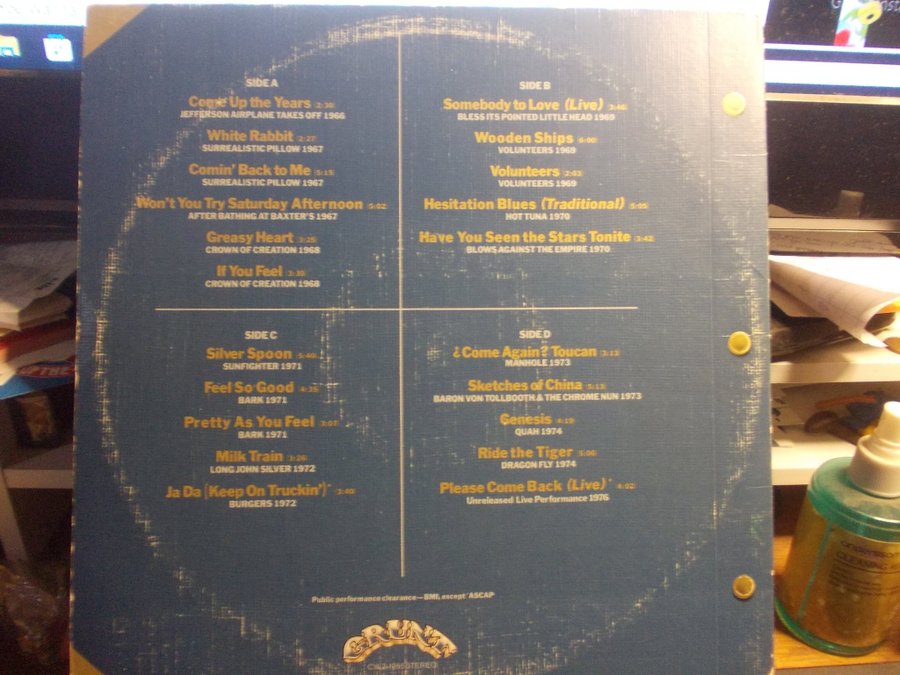 SIDE A
Come Up the Years 2:30
JEFFERSON AIRPLANE TAKES OFF 1966
White Rabbit 2:27
SURREALISTIC PILLOW 1967
Comin' Back to Me 5:15
SURREALISTIC PILLOW 1967
Won't You Try Saturday Afternoon 5:02
AFTER BATHING AT BAXTER'S 1967
Greasy Heart 3:25
CROWN OF CREATION 1968
If You Feel 3:30
CROWN OF CREATION 1968
SIDE B
Somebody to Love (Live) 3:46
BLESS ITS POINTED LITTLE HEAD 1969
Wooden Ships 6:00
VOLUNTEERS 1969
Volunteers 2:03
VOLUNTEERS 1969
Hesitation Blues (Traditional) 5:05
HOT TUNA 1970
Have You Seen the Stars Tonite 3:42
BLOWS AGAINST THE EMPIRE 1970
SIDE C
Silver Spoon 5:40
SUNFIGHTER 1971
Feel So Good 4:35
BARK 1971
Pretty As You Feel 3:07
BARK 1971
Milk Train 3:26
LONG JOHN SILVER 1972
Ja Da (Keep On Truckin')* 3:40
BURGERS 1972
SIDE D
¿Come Again? Toucan 3:13
MANHOLE 1973
Sketches of China 5:13
BARON VON TOLLBOOTH & THE CHROME NUN 1973
Genesis 4:19
QUAH 1974
Ride the Tiger 5:06
DRAGON FLY 1974
Please Come Back (Live)* 4:02
Unreleased Live Performance 1976
Public performance clearance—BMI, except *ASCAP
GRUNT
CYL2-1255 STEREO